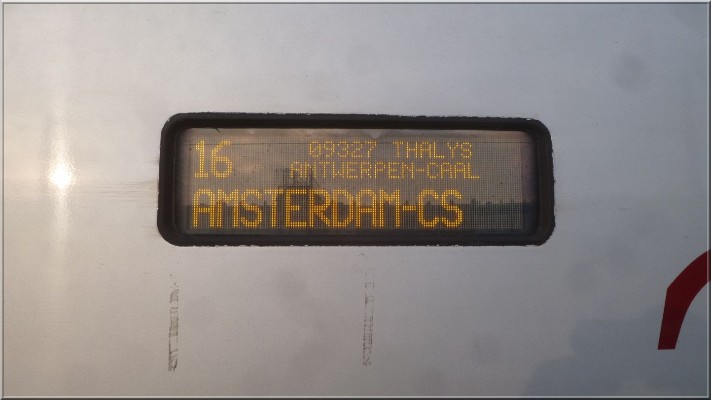 16 09327 THALYS
ANTWERPEN-CAAL
AMSTERDAM-CS